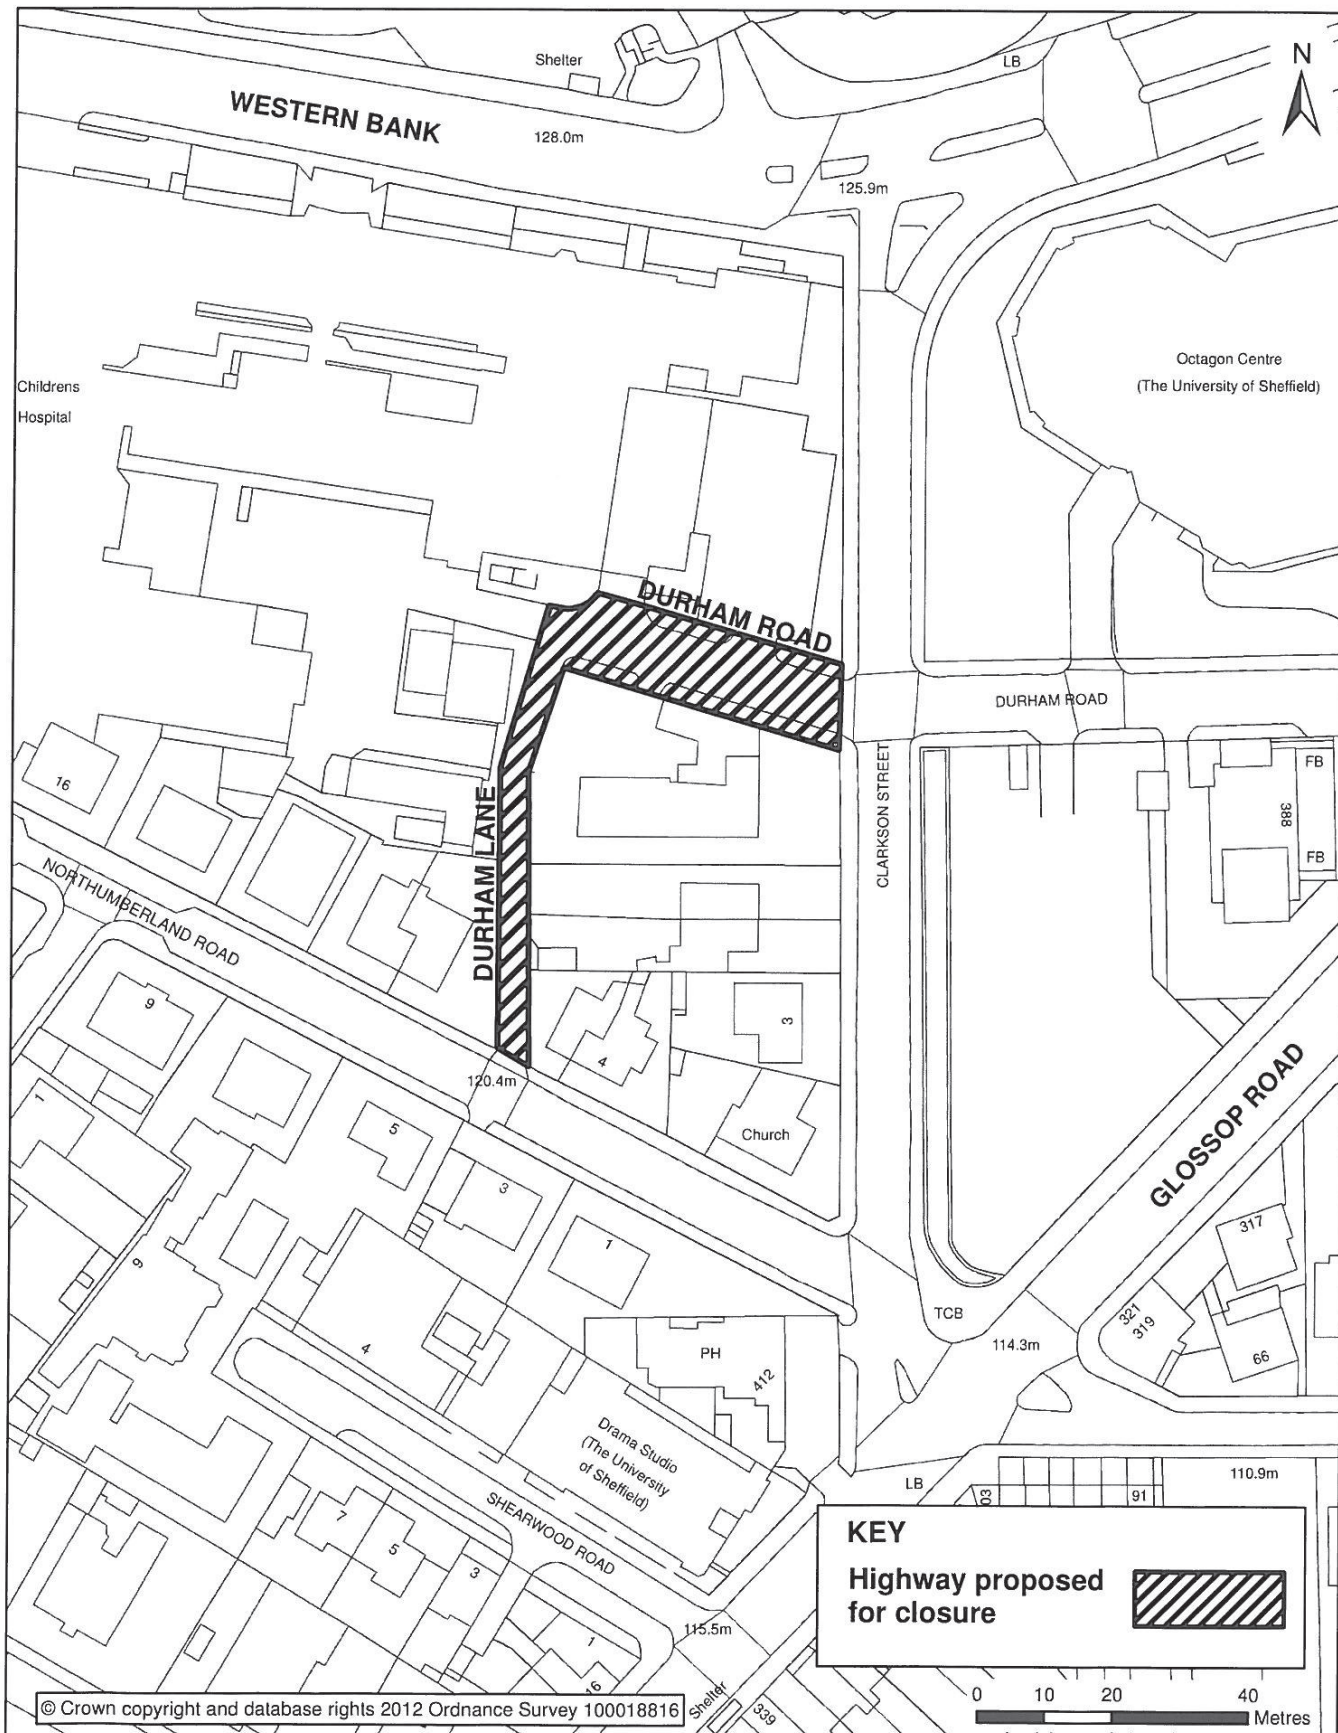 Shelter
LB
N
WESTERN BANK
128.0m
125.9m
Octagon Centre
(The University of Sheffield)
Childrens
Hospital
DURHAM ROAD
DURHAM ROAD
CLARKSON STREET
FB
388
FB
16
DURHAM LANE
NORTHUMBERLAND ROAD
9
3
4
120.4m
1
5
Church
GLOSSOP ROAD
3
1
317
9
TCB
321
319
114.3m
66
4
PH
412
Drama Studio
(The University
of Sheffield)
LB
110.9m
03
91
SHEARWOOD ROAD
7
5
3
1
16
115.5m
Shelter
339
KEY
Highway proposed
for closure
0 10 20 40
Metres
© Crown copyright and database rights 2012 Ordnance Survey 100018816